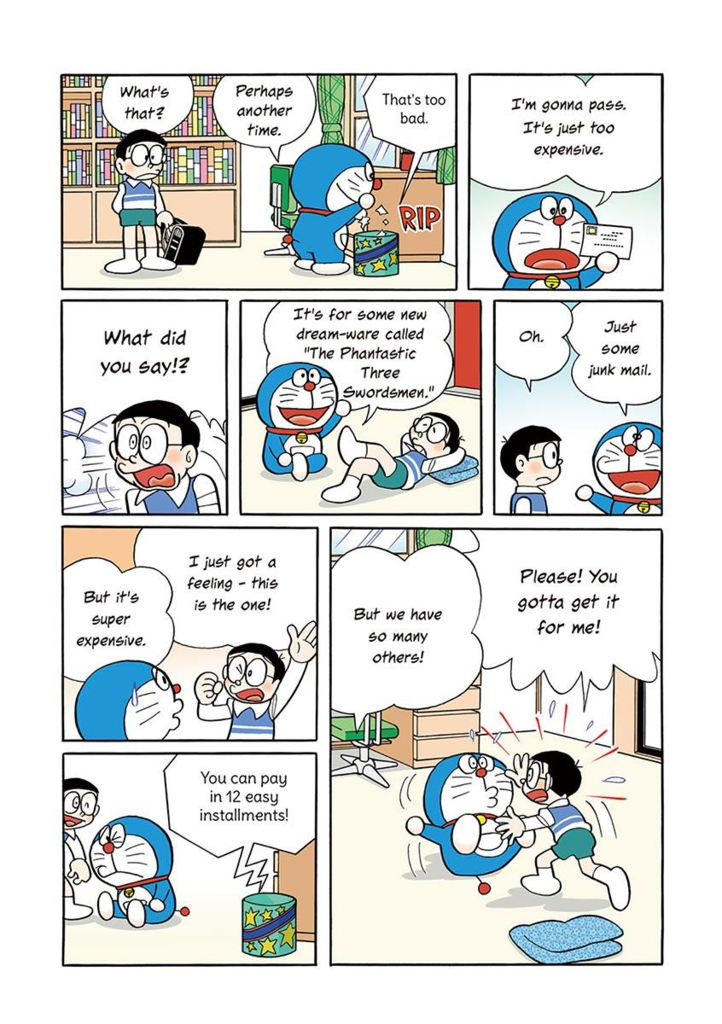 I'm gonna pass.
It's just too
expensive.
That's too
bad.
RIP
Perhaps
another
time.
What's
that?
Just
some
junk mail.
Oh.
It's for some new
dream-ware called
"The Phantastic
Three
Swordsmen."
What did
you say!?
Please! You
gotta get it
for me!
But we have
so many
others!
I just got a
feeling - this
is the one!
But it's
super
expensive.
You can pay
in 12 easy
installments!